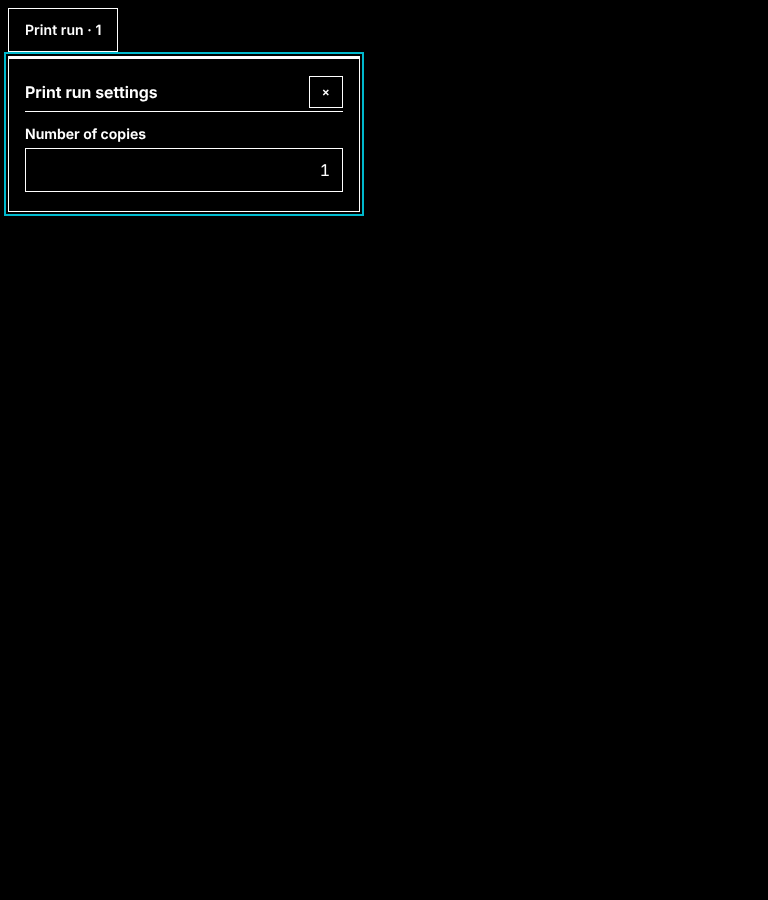 Print run · 1
Print run settings
×
Number of copies
1